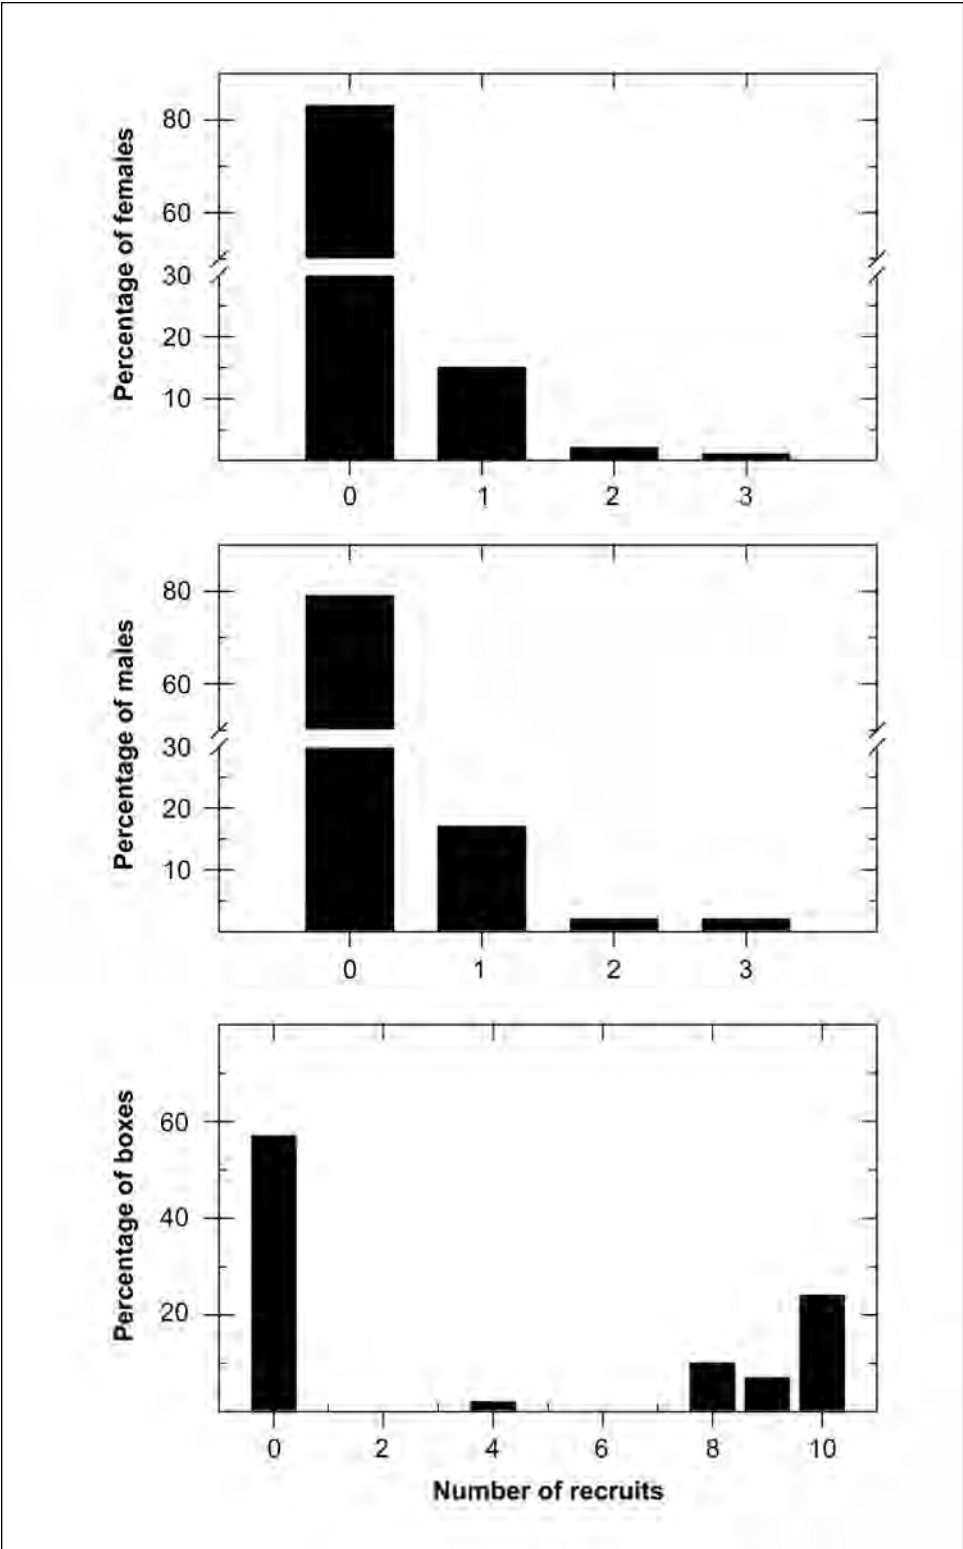 Percentage of females
80
60
30
20
10
0 1 2 3
Percentage of males
80
60
30
20
10
0 1 2 3
Percentage of boxes
60
40
20
0 2 4 6 8 10
Number of recruits